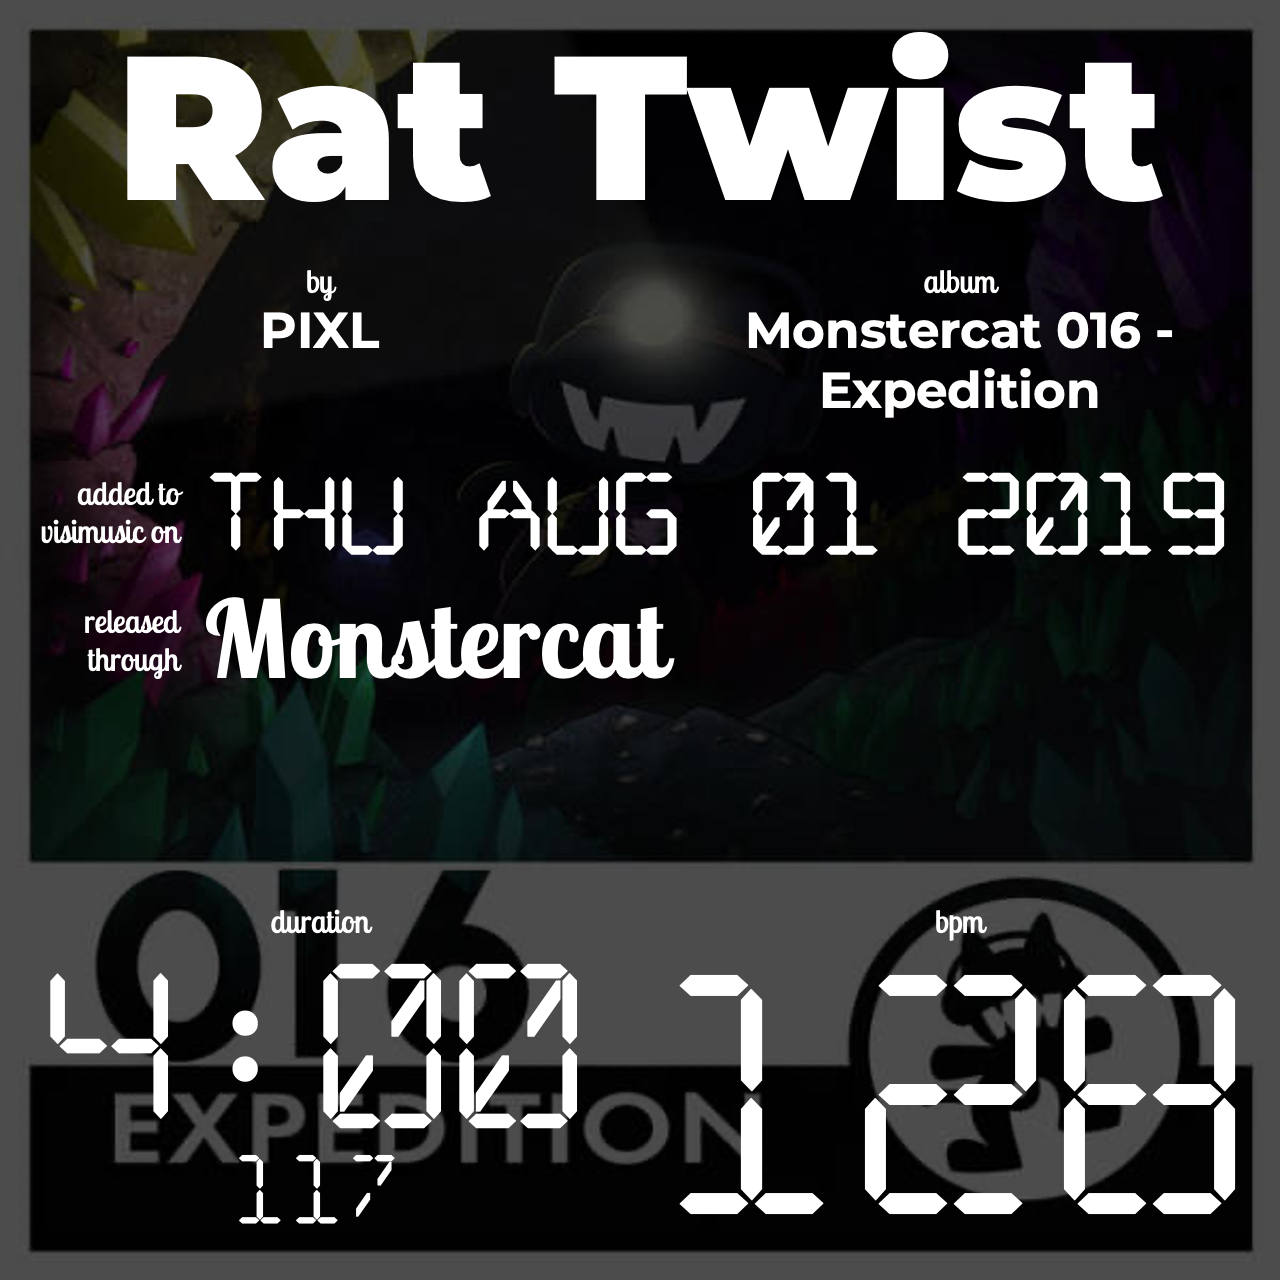 Rat Twist
by
PIXL
album
Monstercat 016 -
Expedition
added to
visimusic on
THU AUG 01 2019
released
through
Monstercat
016
EXPEDITION
duration
4:00
117
bpm
128